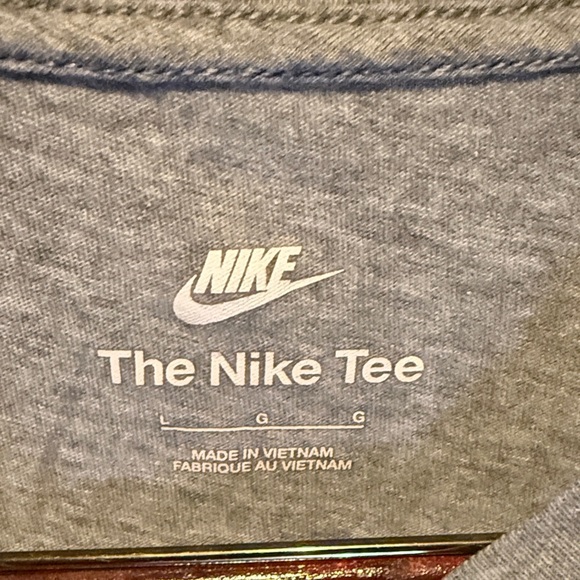 NIKE
The Nike Tee
L G G
MADE IN VIETNAM
FABRIQUE AU VIETNAM